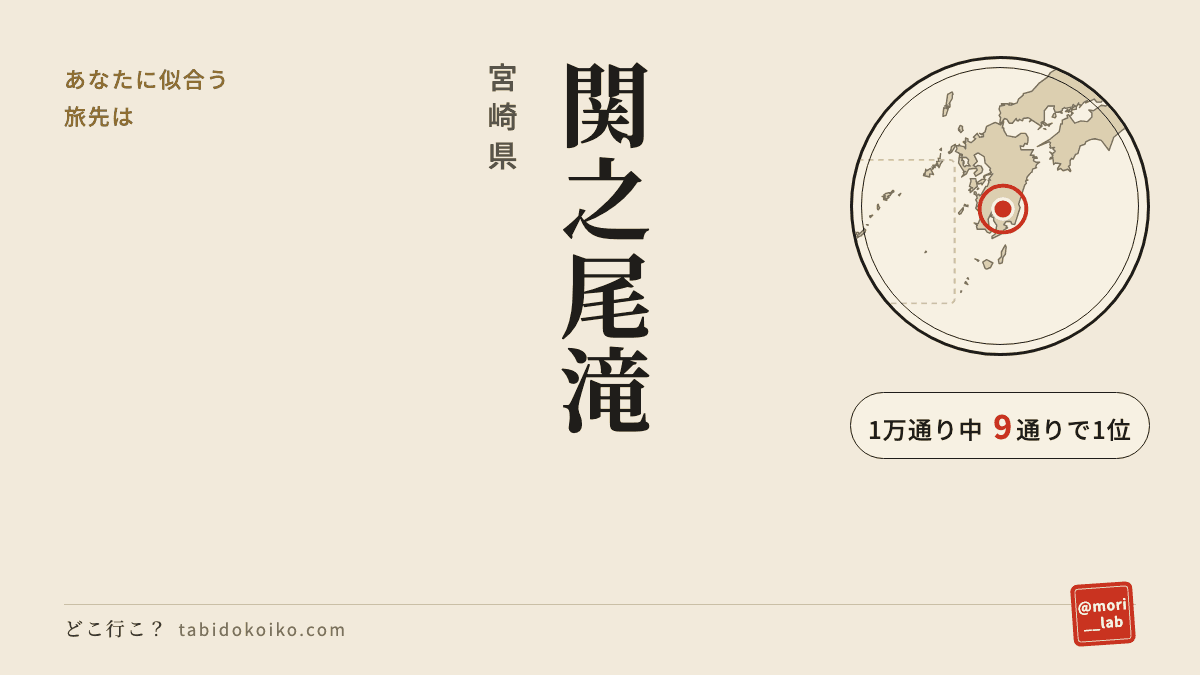 あなたに似合う
旅先は
関之尾滝
宮崎県
1万通り中 9通りで1位
どこ行こ？ tabidokoiko.com
@mori
__lab